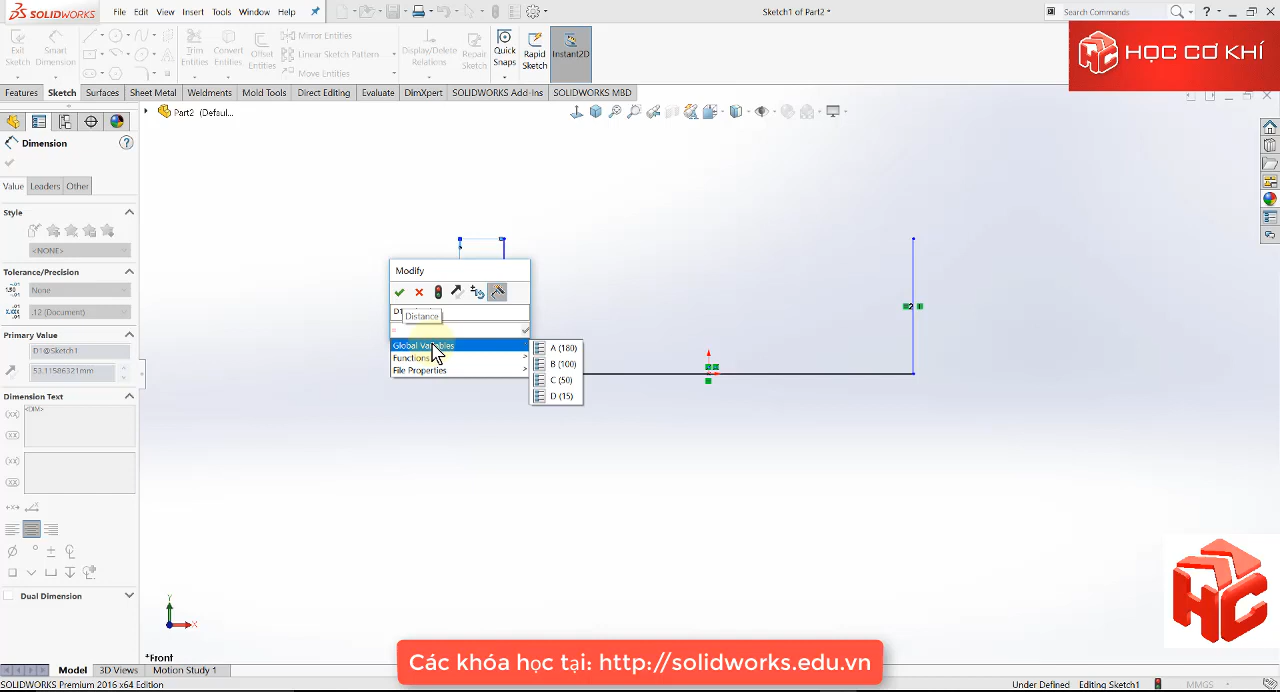 SOLIDWORKS File Edit View Insert Tools Window Help Sketch1 of Part2 * Search Commands
Exit Sketch Smart Dimension Trim Entities Convert Entities Offset Entities Mirror Entities Linear Sketch Pattern Move Entities Display/Delete Relations Repair Sketch Quick Snaps Rapid Sketch Instant2D
HỌC CƠ KHÍ
Features Sketch Surfaces Sheet Metal Weldments Mold Tools Direct Editing Evaluate DimXpert SOLIDWORKS Add-Ins SOLIDWORKS MBD
Part2 (Defaul...
Dimension
Value Leaders Other
Style
<NONE>
Tolerance/Precision
None
.12 (Document)
Primary Value
D1@Sketch1
53.11586321mm
Dimension Text
<DIM>
Dual Dimension
Modify
Distance
=
Global Variables
Functions
File Properties
A (180)
B (100)
C (50)
D (15)
2
Y
X
*Front
Các khóa học tại: http://solidworks.edu.vn
HC
Model 3D Views Motion Study 1
SOLIDWORKS Premium 2016 x64 Edition Under Defined Editing Sketch1 MMGS